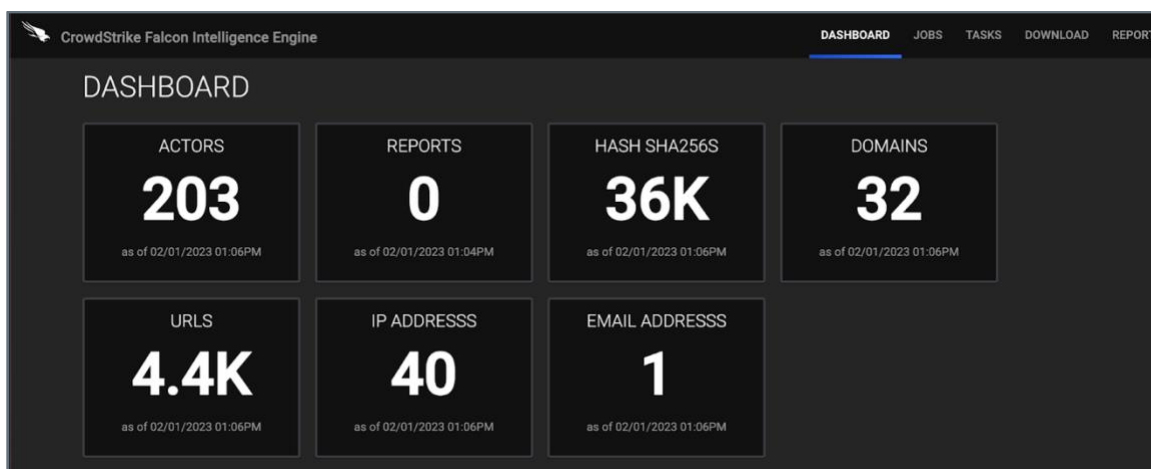 CrowdStrike Falcon Intelligence Engine
DASHBOARD JOBS TASKS DOWNLOAD REPORT
DASHBOARD
ACTORS
203
as of 02/01/2023 01:06PM
REPORTS
0
as of 02/01/2023 01:04PM
HASH SHA256S
36K
as of 02/01/2023 01:06PM
DOMAINS
32
as of 02/01/2023 01:06PM
URLS
4.4K
as of 02/01/2023 01:06PM
IP ADDRESSS
40
as of 02/01/2023 01:06PM
EMAIL ADDRESSS
1
as of 02/01/2023 01:06PM